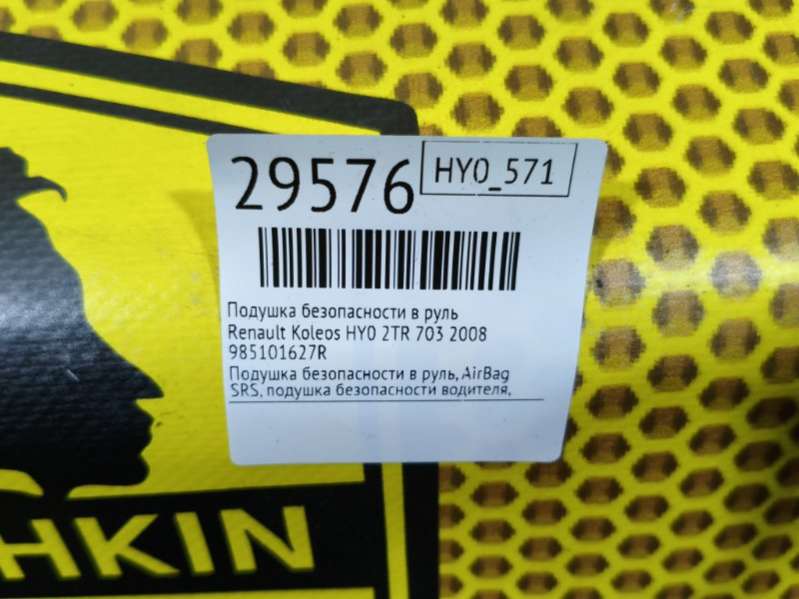 29576
HY0_571
Подушка безопасности в руль
Renault Koleos HY0 2TR 703 2008
985101627R
Подушка безопасности в руль, AirBag
SRS, подушка безопасности водителя,
HKIN